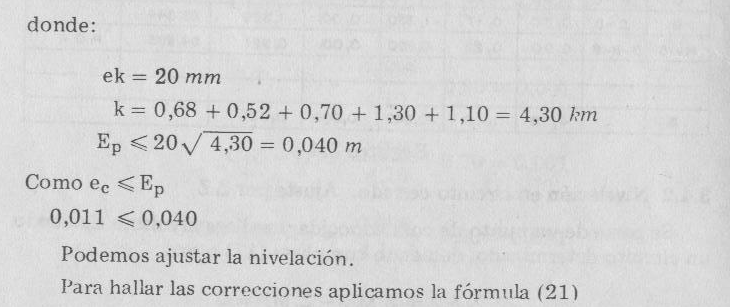 donde:
ek = 20 mm
k = 0,68 + 0,52 + 0,70 + 1,30 + 1,10 = 4,30 km
Ep ⩽ 20 √4,30 = 0,040 m
Como ec ⩽ Ep
0,011 ⩽ 0,040
Podemos ajustar la nivelación.
Para hallar las correcciones aplicamos la fórmula (21)